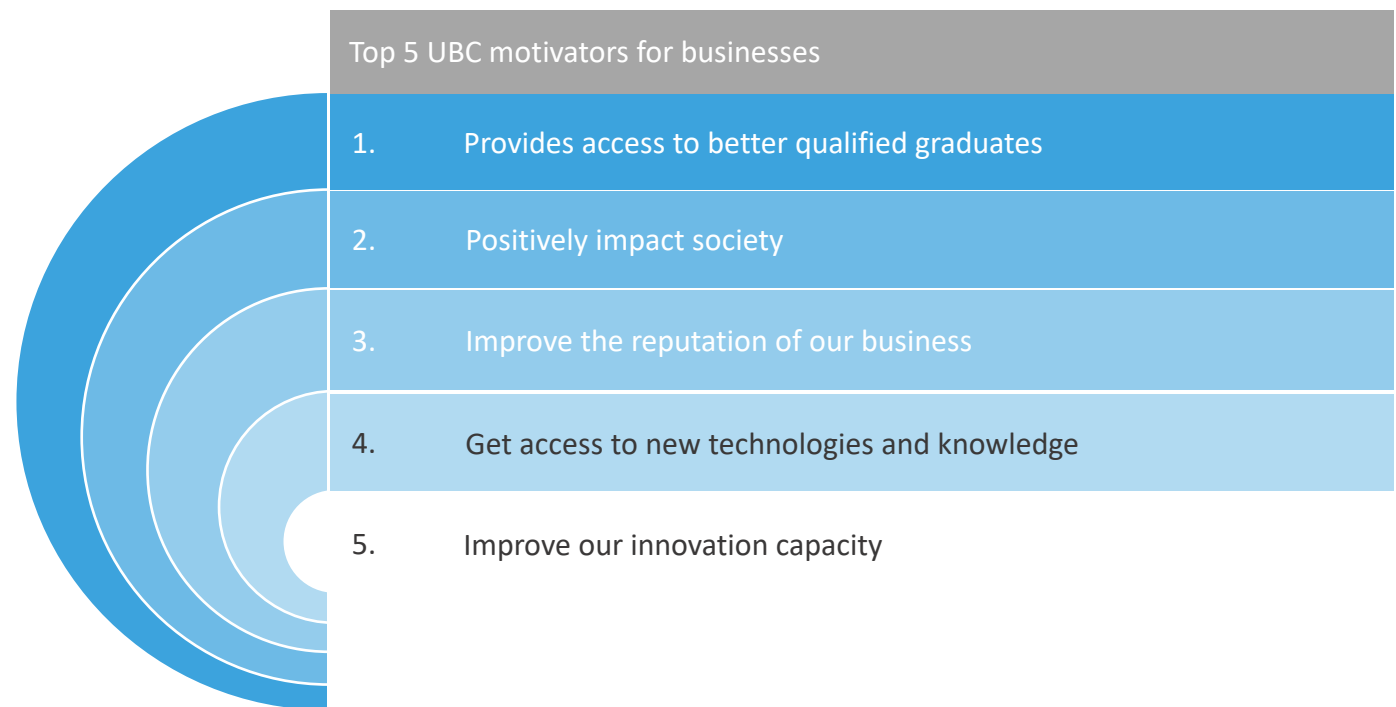 Top 5 UBC motivators for businesses
1. Provides access to better qualified graduates
2. Positively impact society
3. Improve the reputation of our business
4. Get access to new technologies and knowledge
5. Improve our innovation capacity